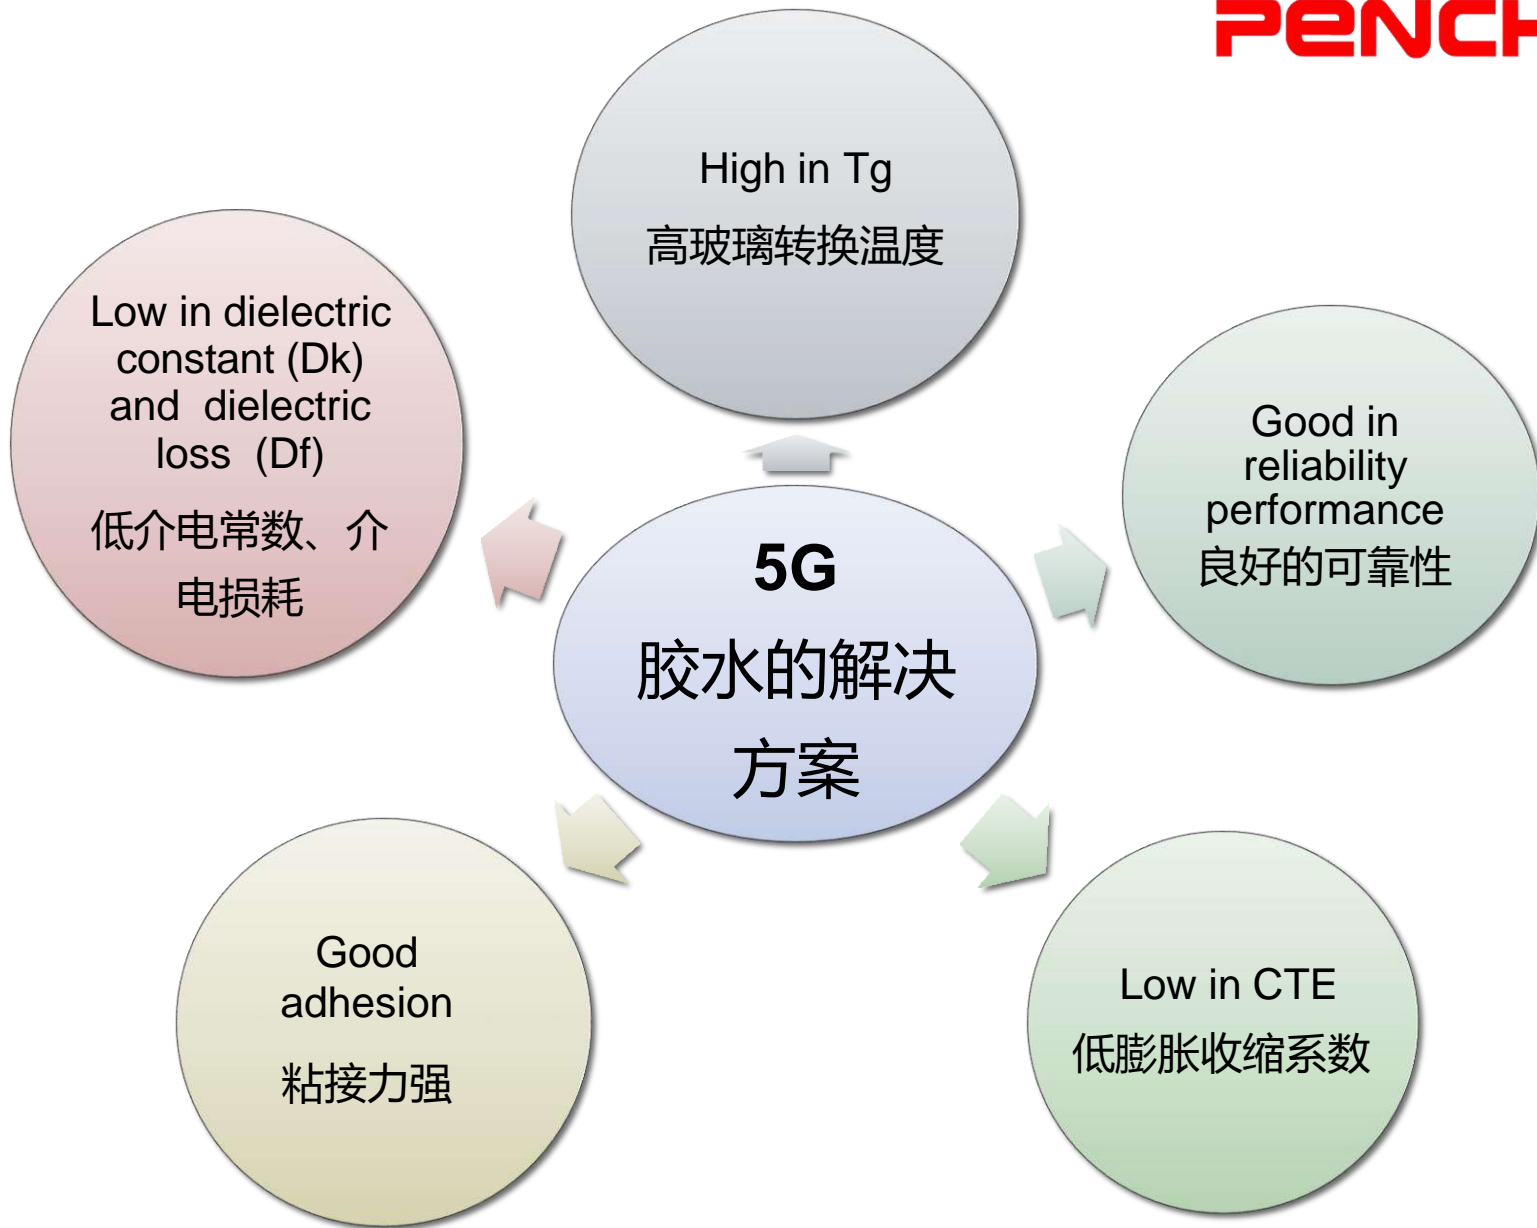 PENCH
High in Tg
高玻璃转换温度
Low in dielectric
constant (Dk)
and dielectric
loss (Df)
低介电常数、介
电损耗
Good in
reliability
performance
良好的可靠性
5G
胶水的解决
方案
Good
adhesion
粘接力强
Low in CTE
低膨胀收缩系数